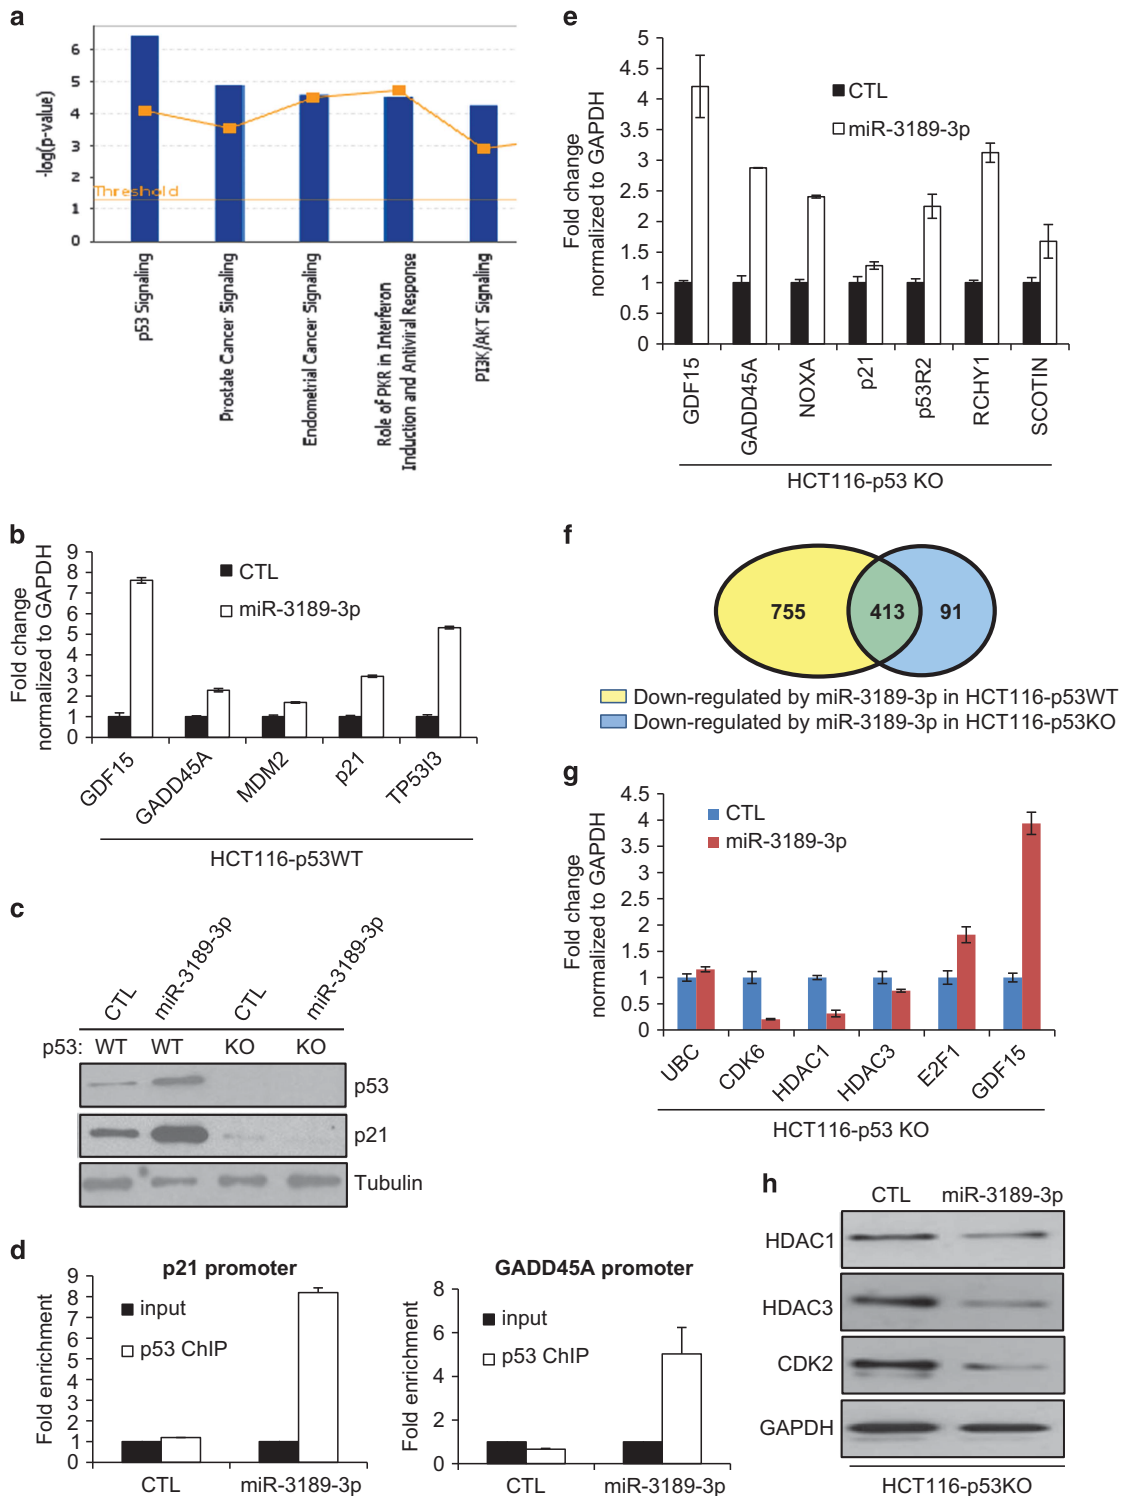 a
-log(p-value)
6
5
4
3
2
1
0
Threshold
p53 Signaling
Prostate Cancer Signaling
Endometrial Cancer Signaling
Role of PKR in Interferon
Induction and Antiviral Response
PI3K/AKT Signaling
b
Fold change
normalized to GAPDH
9
8
7
6
5
4
3
2
1
0
CTL
miR-3189-3p
GDF15
GADD45A
MDM2
p21
TP53I3
HCT116-p53WT
c
CTL
miR-3189-3p
CTL
miR-3189-3p
p53: WT WT KO KO
p53
p21
Tubulin
d
p21 promoter
Fold enrichment
9
8
7
6
5
4
3
2
1
0
input
p53 ChIP
CTL miR-3189-3p
GADD45A promoter
Fold enrichment
8
6
4
2
0
input
p53 ChIP
CTL miR-3189-3p
e
Fold change
normalized to GAPDH
5
4.5
4
3.5
3
2.5
2
1.5
1
0.5
0
CTL
miR-3189-3p
GDF15
GADD45A
NOXA
p21
p53R2
RCHY1
SCOTIN
HCT116-p53 KO
f
755 413 91
Down-regulated by miR-3189-3p in HCT116-p53WT
Down-regulated by miR-3189-3p in HCT116-p53KO
g
Fold change
normalized to GAPDH
4.5
4
3.5
3
2.5
2
1.5
1
0.5
0
CTL
miR-3189-3p
UBC
CDK6
HDAC1
HDAC3
E2F1
GDF15
HCT116-p53 KO
h
CTL miR-3189-3p
HDAC1
HDAC3
CDK2
GAPDH
HCT116-p53KO